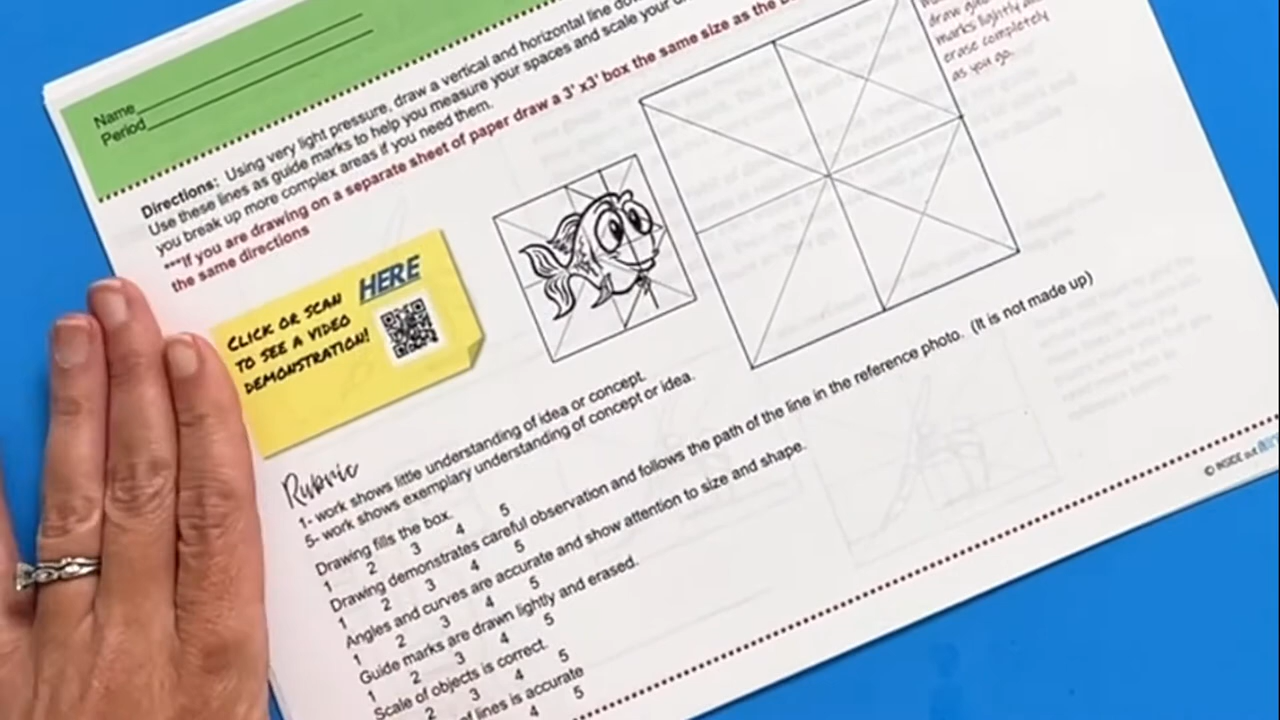 Name
Period
Directions: Using very light pressure, draw a vertical and horizontal line
Use these lines as guide marks to help you measure your spaces and scale your
you break up more complex areas if you need them.
***If you are drawing on a separate sheet of paper draw a 3' x3' box the same size as the
the same directions
marks lightly
erase completely
as you go.
CLICK OR SCAN HERE
TO SEE A VIDEO
DEMONSTRATION!
Rubric
1- work shows little understanding of idea or concept.
5- work shows exemplary understanding of concept or idea.
Drawing fills the box.
1 2 3 4 5
Drawing demonstrates careful observation and follows the path of the line in the reference photo. (It is not made up)
1 2 3 4 5
Angles and curves are accurate and show attention to size and shape.
1 2 3 4 5
Guide marks are drawn lightly and erased.
1 2 3 4 5
Scale of objects is correct.
2 3 4 5
of lines is accurate
4 5
© INSIDE out